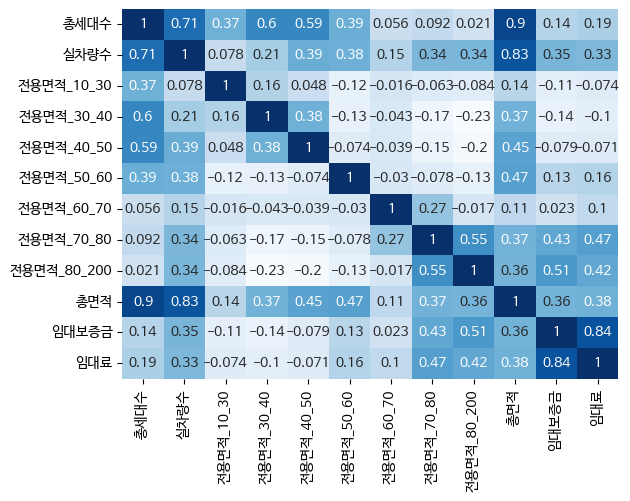 총세대수 1 0.71 0.37 0.6 0.59 0.39 0.056 0.092 0.021 0.9 0.14 0.19
실차량수 0.71 1 0.078 0.21 0.39 0.38 0.15 0.34 0.34 0.83 0.35 0.33
전용면적_10_30 0.37 0.078 1 0.16 0.048 −0.12 −0.016 −0.063 −0.084 0.14 −0.11 −0.074
전용면적_30_40 0.6 0.21 0.16 1 0.38 −0.13 −0.043 −0.17 −0.23 0.37 −0.14 −0.1
전용면적_40_50 0.59 0.39 0.048 0.38 1 −0.074 −0.039 −0.15 −0.2 0.45 −0.079 −0.071
전용면적_50_60 0.39 0.38 −0.12 −0.13 −0.074 1 −0.03 −0.078 −0.13 0.47 0.13 0.16
전용면적_60_70 0.056 0.15 −0.016 −0.043 −0.039 −0.03 1 0.27 −0.017 0.11 0.023 0.1
전용면적_70_80 0.092 0.34 −0.063 −0.17 −0.15 −0.078 0.27 1 0.55 0.37 0.43 0.47
전용면적_80_200 0.021 0.34 −0.084 −0.23 −0.2 −0.13 −0.017 0.55 1 0.36 0.51 0.42
총면적 0.9 0.83 0.14 0.37 0.45 0.47 0.11 0.37 0.36 1 0.36 0.38
임대보증금 0.14 0.35 −0.11 −0.14 −0.079 0.13 0.023 0.43 0.51 0.36 1 0.84
임대료 0.19 0.33 −0.074 −0.1 −0.071 0.16 0.1 0.47 0.42 0.38 0.84 1
총세대수
실차량수
전용면적_10_30
전용면적_30_40
전용면적_40_50
전용면적_50_60
전용면적_60_70
전용면적_70_80
전용면적_80_200
총면적
임대보증금
임대료